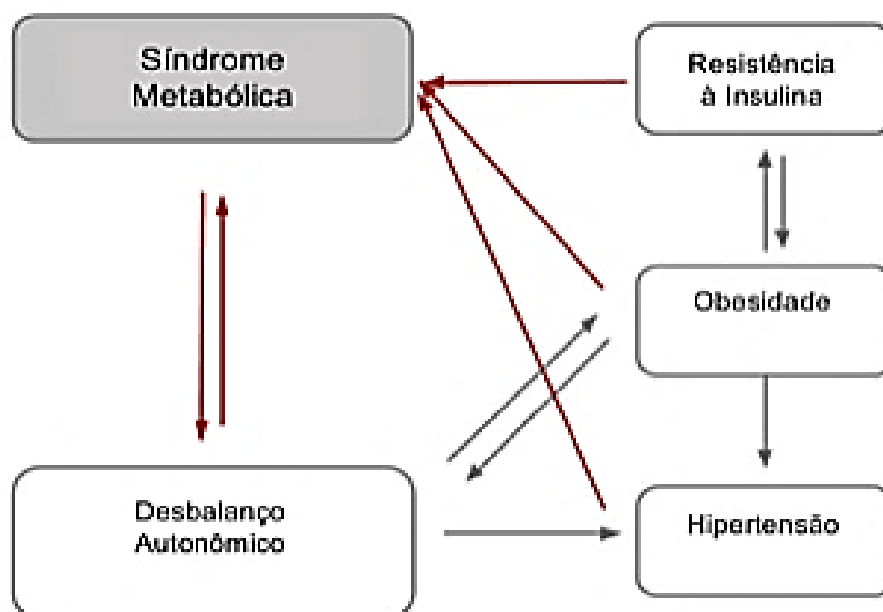 Síndrome
Metabólica
Resistência
à Insulina
Obesidade
Desbalanço
Autonômico
Hipertensão